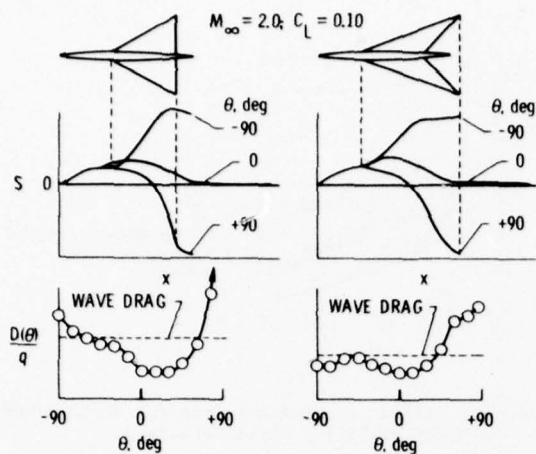 M∞ = 2.0; C_L = 0.10
θ, deg
-90
0
+90
θ, deg
-90
0
+90
S 0
x
x
WAVE DRAG
WAVE DRAG
D(θ)
q
-90 0 +90
θ, deg
-90 0 +90
θ, deg